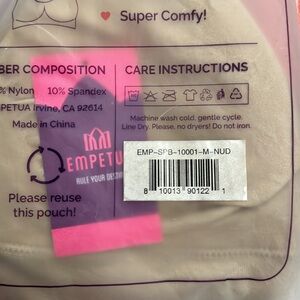 Super Comfy!
BER COMPOSITION
% Nylon 10% Spandex
PETUA Irvine, CA 92614
Made in China
CARE INSTRUCTIONS
Machine wash cold, gentle cycle.
Line Dry. Please, no dryers! Do not iron.
EMP-SPB-10001-M-NUD
8 10013 90122 1
EMPETUA
RULE YOUR DESTINY
Please reuse
this pouch!